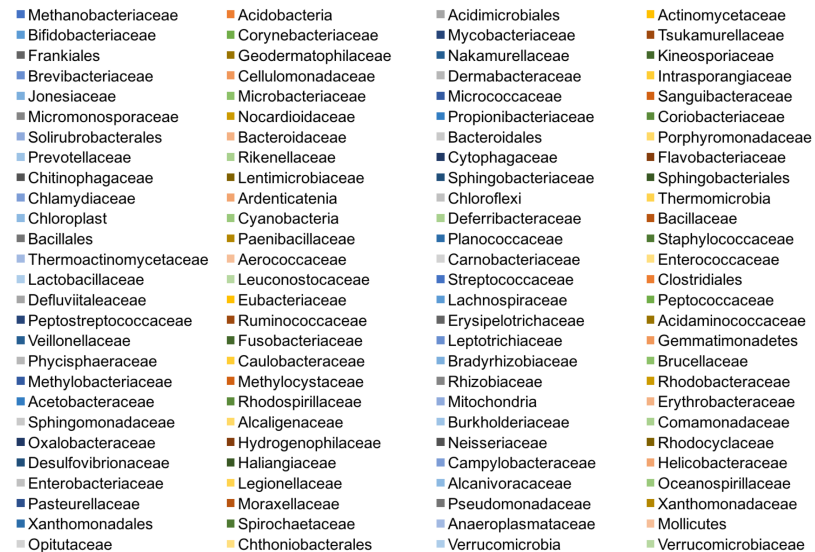 Methanobacteriaceae Acidobacteria Acidimicrobiales Actinomycetaceae
Bifidobacteriaceae Corynebacteriaceae Mycobacteriaceae Tsukamurellaceae
Frankiales Geodermatophilaceae Nakamurellaceae Kineosporiaceae
Brevibacteriaceae Cellulomonadaceae Dermabacteraceae Intrasporangiaceae
Jonesiaceae Microbacteriaceae Micrococcaceae Sanguibacteraceae
Micromonosporaceae Nocardioidaceae Propionibacteriaceae Coriobacteriaceae
Solirubrobacterales Bacteroidaceae Bacteroidales Porphyromonadaceae
Prevotellaceae Rikenellaceae Cytophagaceae Flavobacteriaceae
Chitinophagaceae Lentimicrobiaceae Sphingobacteriaceae Sphingobacteriales
Chlamydiaceae Ardenticatenia Chloroflexi Thermomicrobia
Chloroplast Cyanobacteria Deferribacteraceae Bacillaceae
Bacillales Paenibacillaceae Planococcaceae Staphylococcaceae
Thermoactinomycetaceae Aerococcaceae Carnobacteriaceae Enterococcaceae
Lactobacillaceae Leuconostocaceae Streptococcaceae Clostridiales
Defluviitaleaceae Eubacteriaceae Lachnospiraceae Peptococcaceae
Peptostreptococcaceae Ruminococcaceae Erysipelotrichaceae Acidaminococcaceae
Veillonellaceae Fusobacteriaceae Leptotrichiaceae Gemmatimonadetes
Phycisphaeraceae Caulobacteraceae Bradyrhizobiaceae Brucellaceae
Methylobacteriaceae Methylocystaceae Rhizobiaceae Rhodobacteraceae
Acetobacteraceae Rhodospirillaceae Mitochondria Erythrobacteraceae
Sphingomonadaceae Alcaligenaceae Burkholderiaceae Comamonadaceae
Oxalobacteraceae Hydrogenophilaceae Neisseriaceae Rhodocyclaceae
Desulfovibrionaceae Haliangiaceae Campylobacteraceae Helicobacteraceae
Enterobacteriaceae Legionellaceae Alcanivoracaceae Oceanospirillaceae
Pasteurellaceae Moraxellaceae Pseudomonadaceae Xanthomonadaceae
Xanthomonadales Spirochaetaceae Anaeroplasmataceae Mollicutes
Opitutaceae Chthoniobacterales Verrucomicrobia Verrucomicrobiaceae